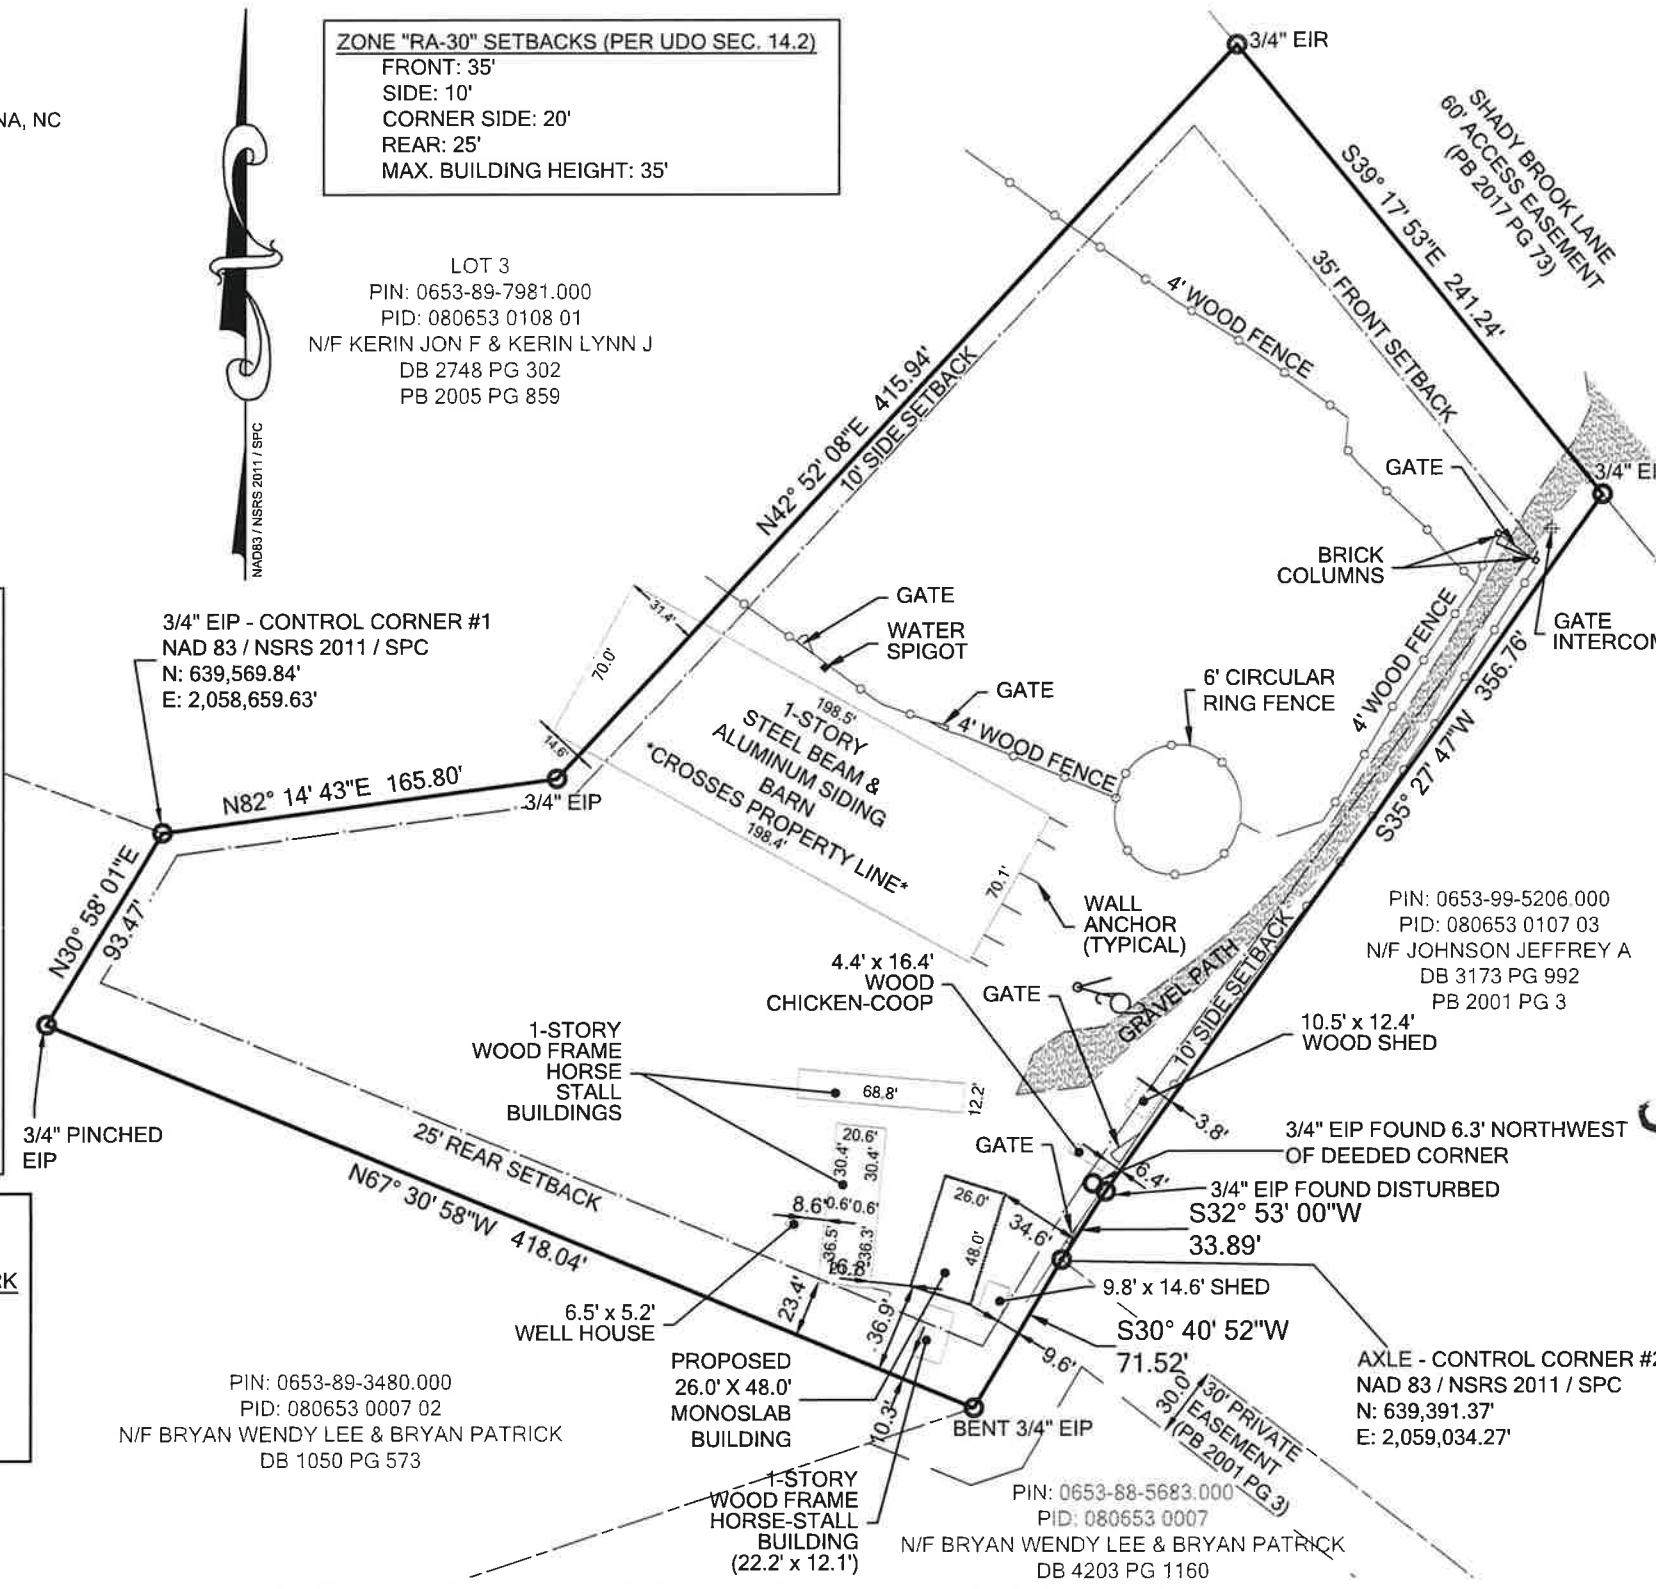 NA, NC
ZONE "RA-30" SETBACKS (PER UDO SEC. 14.2)
FRONT: 35'
SIDE: 10'
CORNER SIDE: 20'
REAR: 25'
MAX. BUILDING HEIGHT: 35'
3/4" EIR
SHADY BROOK LANE
60' ACCESS EASEMENT
(PB 2017 PG 73)
S39° 17' 53"E 241.24'
35' FRONT SETBACK
4' WOOD FENCE
LOT 3
PIN: 0653-89-7981.000
PID: 080653 0108 01
N/F KERIN JON F & KERIN LYNN J
DB 2748 PG 302
PB 2005 PG 859
NAD83 / NSRS 2011 / SPC
N42° 52' 08"E 415.94'
10' SIDE SETBACK
GATE
3/4" EI
BRICK
COLUMNS
GATE
INTERCOM
4' WOOD FENCE
S35° 27' 47"W 356.76'
3/4" EIP - CONTROL CORNER #1
NAD 83 / NSRS 2011 / SPC
N: 639,569.84'
E: 2,058,659.63'
31.4'
70.0'
14.6'
GATE
WATER
SPIGOT
GATE
4' WOOD FENCE
6' CIRCULAR
RING FENCE
198.5'
1-STORY
STEEL BEAM &
ALUMINUM SIDING
BARN
*CROSSES PROPERTY LINE*
198.4'
70.1'
WALL
ANCHOR
(TYPICAL)
N82° 14' 43"E 165.80'
3/4" EIP
N30° 58' 01"E
93.47'
3/4" PINCHED
EIP
PIN: 0653-99-5206.000
PID: 080653 0107 03
N/F JOHNSON JEFFREY A
DB 3173 PG 992
PB 2001 PG 3
4.4' x 16.4'
WOOD
CHICKEN-COOP
GATE
GRAVEL PATH
10' SIDE SETBACK
10.5' x 12.4'
WOOD SHED
3.8'
1-STORY
WOOD FRAME
HORSE
STALL
BUILDINGS
68.8'
12.2'
20.6'
30.4'
30.4'
8.6'
0.6'
0.6'
36.5'
36.3'
16.8'
GATE
6.4'
3/4" EIP FOUND 6.3' NORTHWEST
OF DEEDED CORNER
3/4" EIP FOUND DISTURBED
S32° 53' 00"W
33.89'
26.0'
48.0'
34.6'
25' REAR SETBACK
N67° 30' 58"W 418.04'
6.5' x 5.2'
WELL HOUSE
23.4'
36.9'
9.8' x 14.6' SHED
S30° 40' 52"W
71.52'
9.6'
AXLE - CONTROL CORNER #2
NAD 83 / NSRS 2011 / SPC
N: 639,391.37'
E: 2,059,034.27'
RK
PROPOSED
26.0' X 48.0'
MONOSLAB
BUILDING
10.3'
BENT 3/4" EIP
30.0'
30' PRIVATE
EASEMENT
(PB 2001 PG 3)
PIN: 0653-89-3480.000
PID: 080653 0007 02
N/F BRYAN WENDY LEE & BRYAN PATRICK
DB 1050 PG 573
1-STORY
WOOD FRAME
HORSE-STALL
BUILDING
(22.2' x 12.1')
PIN: 0653-88-5683.000
PID: 080653 0007
N/F BRYAN WENDY LEE & BRYAN PATRICK
DB 4203 PG 1160